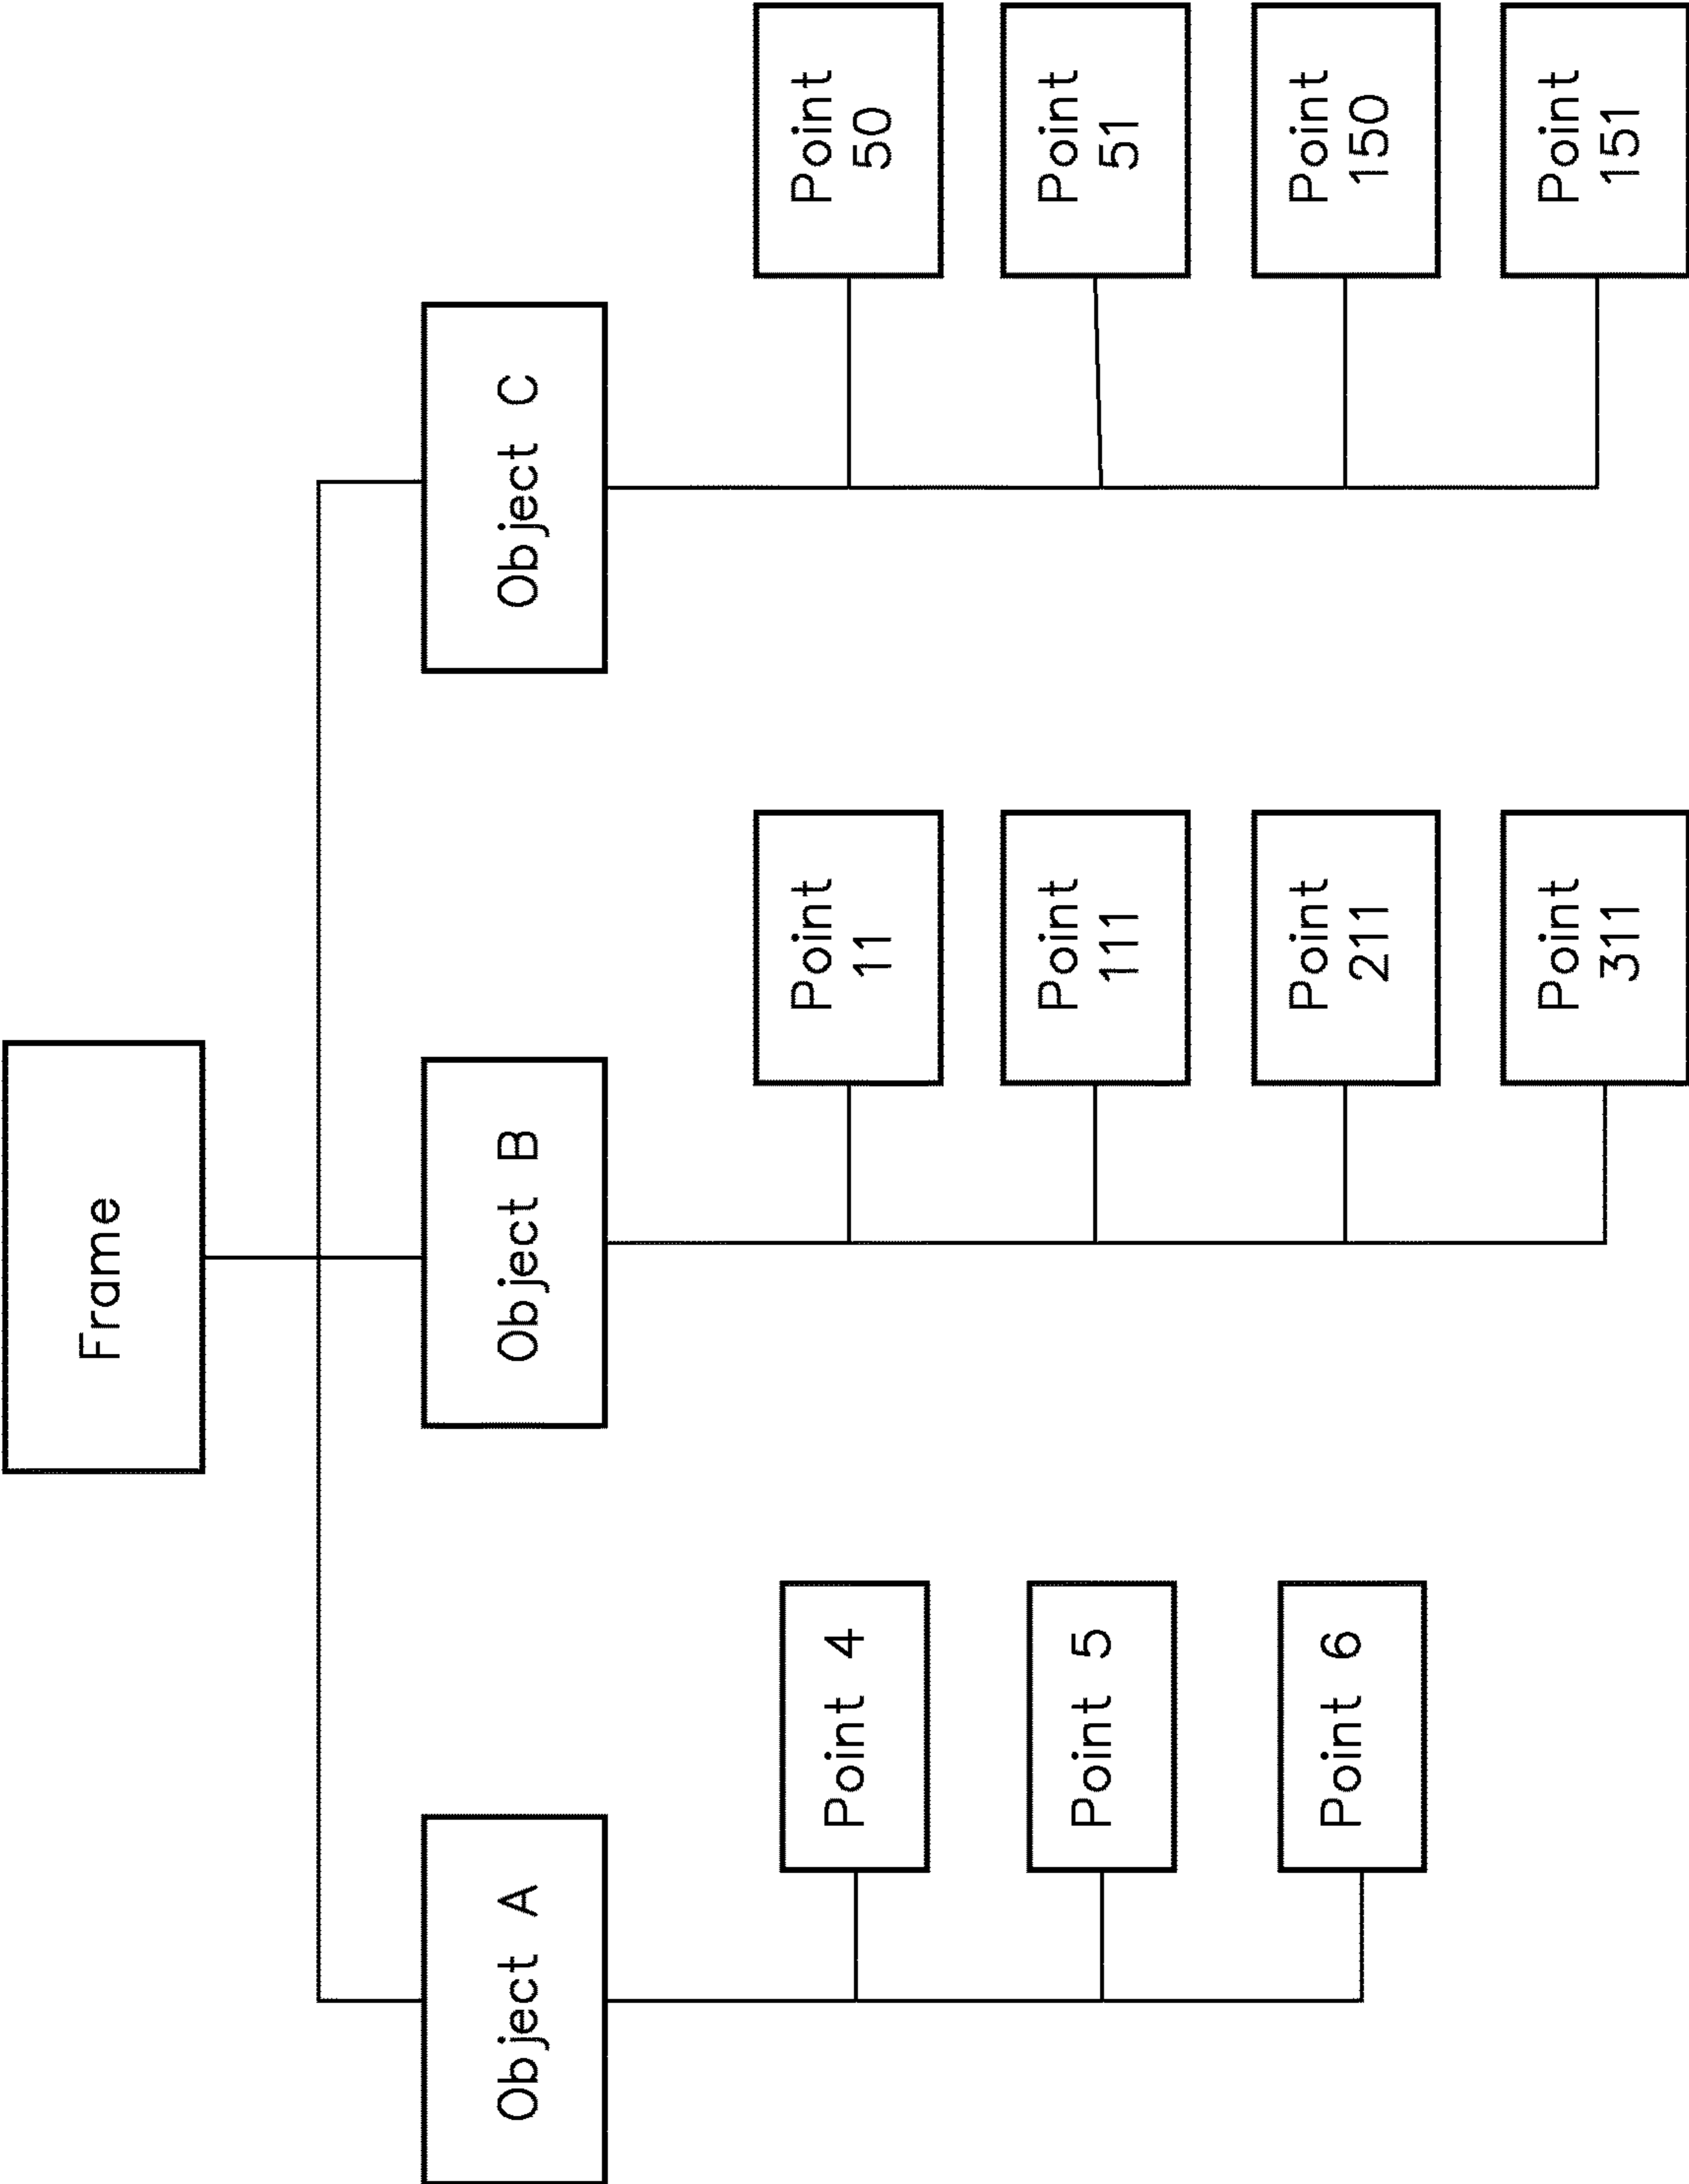 Frame
Object A
Object B
Object C
Point 4
Point 5
Point 6
Point
11
Point
111
Point
211
Point
311
Point
50
Point
51
Point
150
Point
151